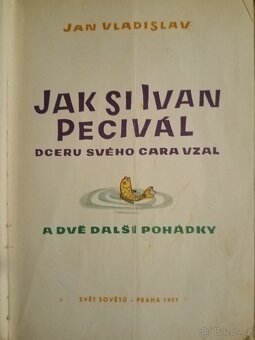 JAN VLADISLAV
JAK SI IVAN
PECIVÁL
DCERU SVÉHO CARA VZAL
A DVĚ DALŠÍ POHÁDKY
SVĚT SOVĚTŮ - PRAHA 1957